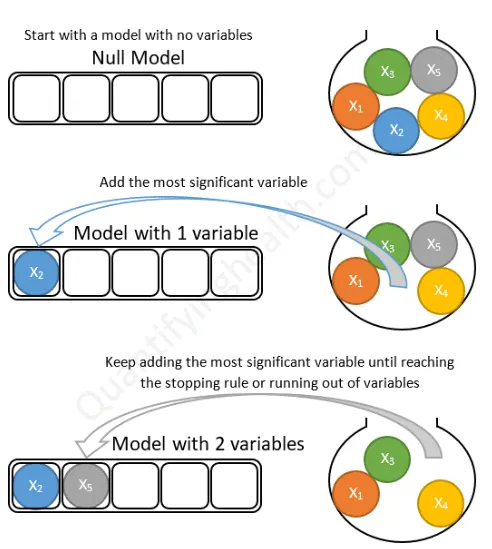 Start with a model with no variables
Null Model
X₃
X₅
X₁
X₄
X₂
Add the most significant variable
Model with 1 variable
X₂
X₃
X₅
X₁
X₄
Keep adding the most significant variable until reaching
the stopping rule or running out of variables
Model with 2 variables
X₂
X₅
X₃
X₁
X₄
Quantifyinghealth.com